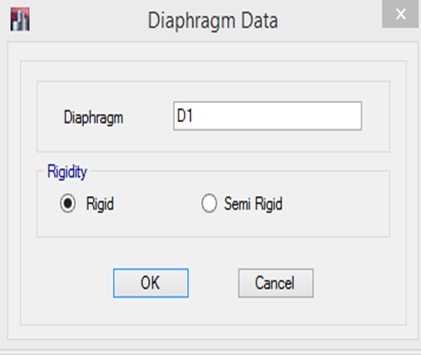 Diaphragm Data
x
Diaphragm D1
Rigidity
Rigid Semi Rigid
OK Cancel